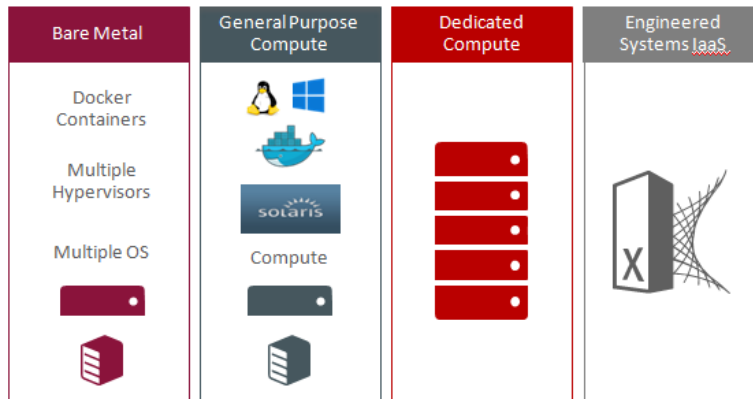 Bare Metal
Docker
Containers
Multiple
Hypervisors
Multiple OS
General Purpose
Compute
solaris
Compute
Dedicated
Compute
Engineered
Systems IaaS
X